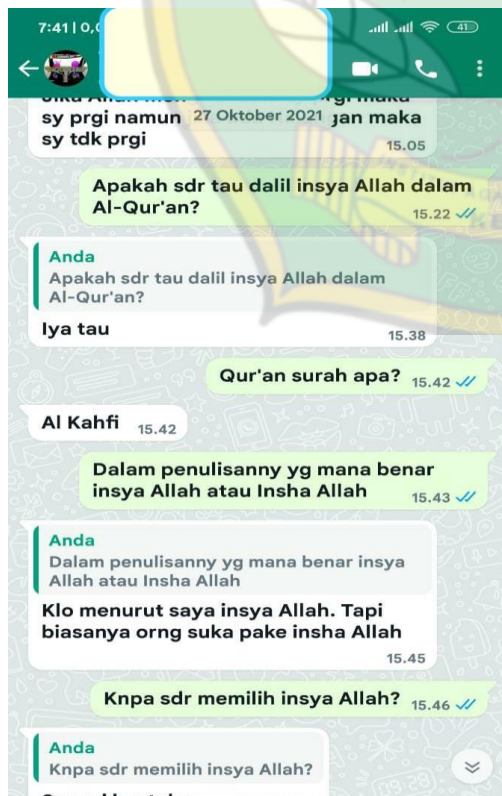 7:41 | 0,
41
sy prgi namun 27 Oktober 2021 gan maka
sy tdk prgi
15.05
Apakah sdr tau dalil insya Allah dalam
Al-Qur'an?
15.22
Anda
Apakah sdr tau dalil insya Allah dalam
Al-Qur'an?
Iya tau
15.38
Qur'an surah apa? 15.42
Al Kahfi 15.42
Dalam penulisanny yg mana benar
insya Allah atau Insha Allah 15.43
Anda
Dalam penulisanny yg mana benar insya
Allah atau Insha Allah
Klo menurut saya insya Allah. Tapi
biasanya orng suka pake insha Allah
15.45
Knpa sdr memilih insya Allah? 15.46
Anda
Knpa sdr memilih insya Allah?